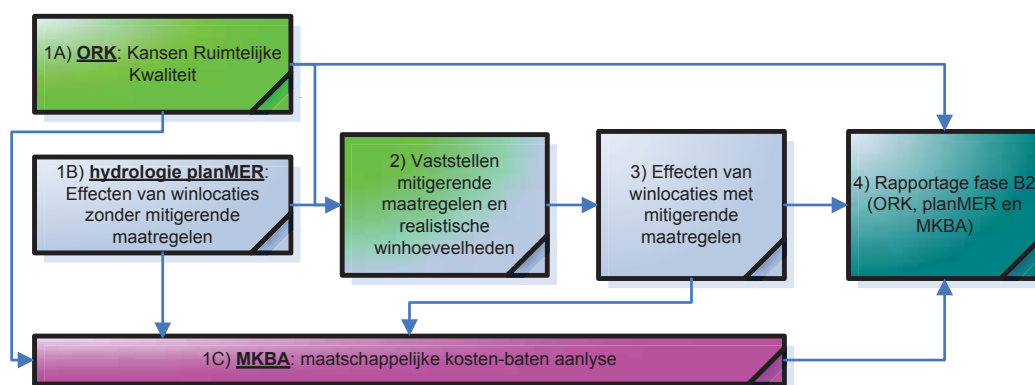 1A) ORK: Kansen Ruimtelijke
Kwaliteit
1B) hydrologie planMER:
Effecten van winlocaties
zonder mitigerende
maatregelen
2) Vaststellen
mitigerende
maatregelen en
realistische
winhoeveelheden
3) Effecten van
winlocaties met
mitigerende
maatregelen
4) Rapportage fase B2
(ORK, planMER en
MKBA)
1C) MKBA: maatschappelijke kosten-baten aanlyse